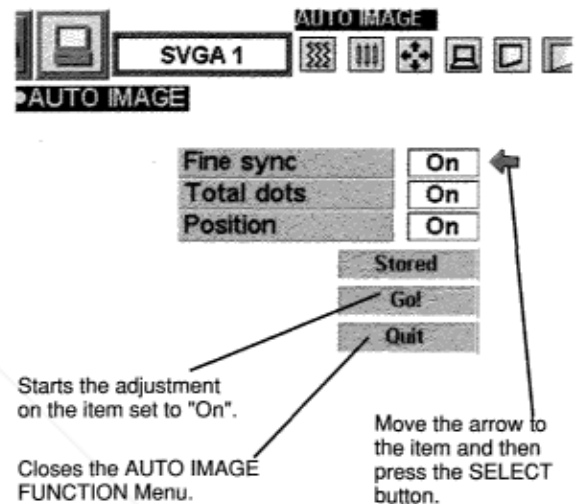 AUTO IMAGE
SVGA 1
•AUTO IMAGE
Fine sync On
Total dots On
Position On
Stored
Go!
Quit
Starts the adjustment
on the item set to "On".
Closes the AUTO IMAGE
FUNCTION Menu.
Move the arrow to
the item and then
press the SELECT
button.